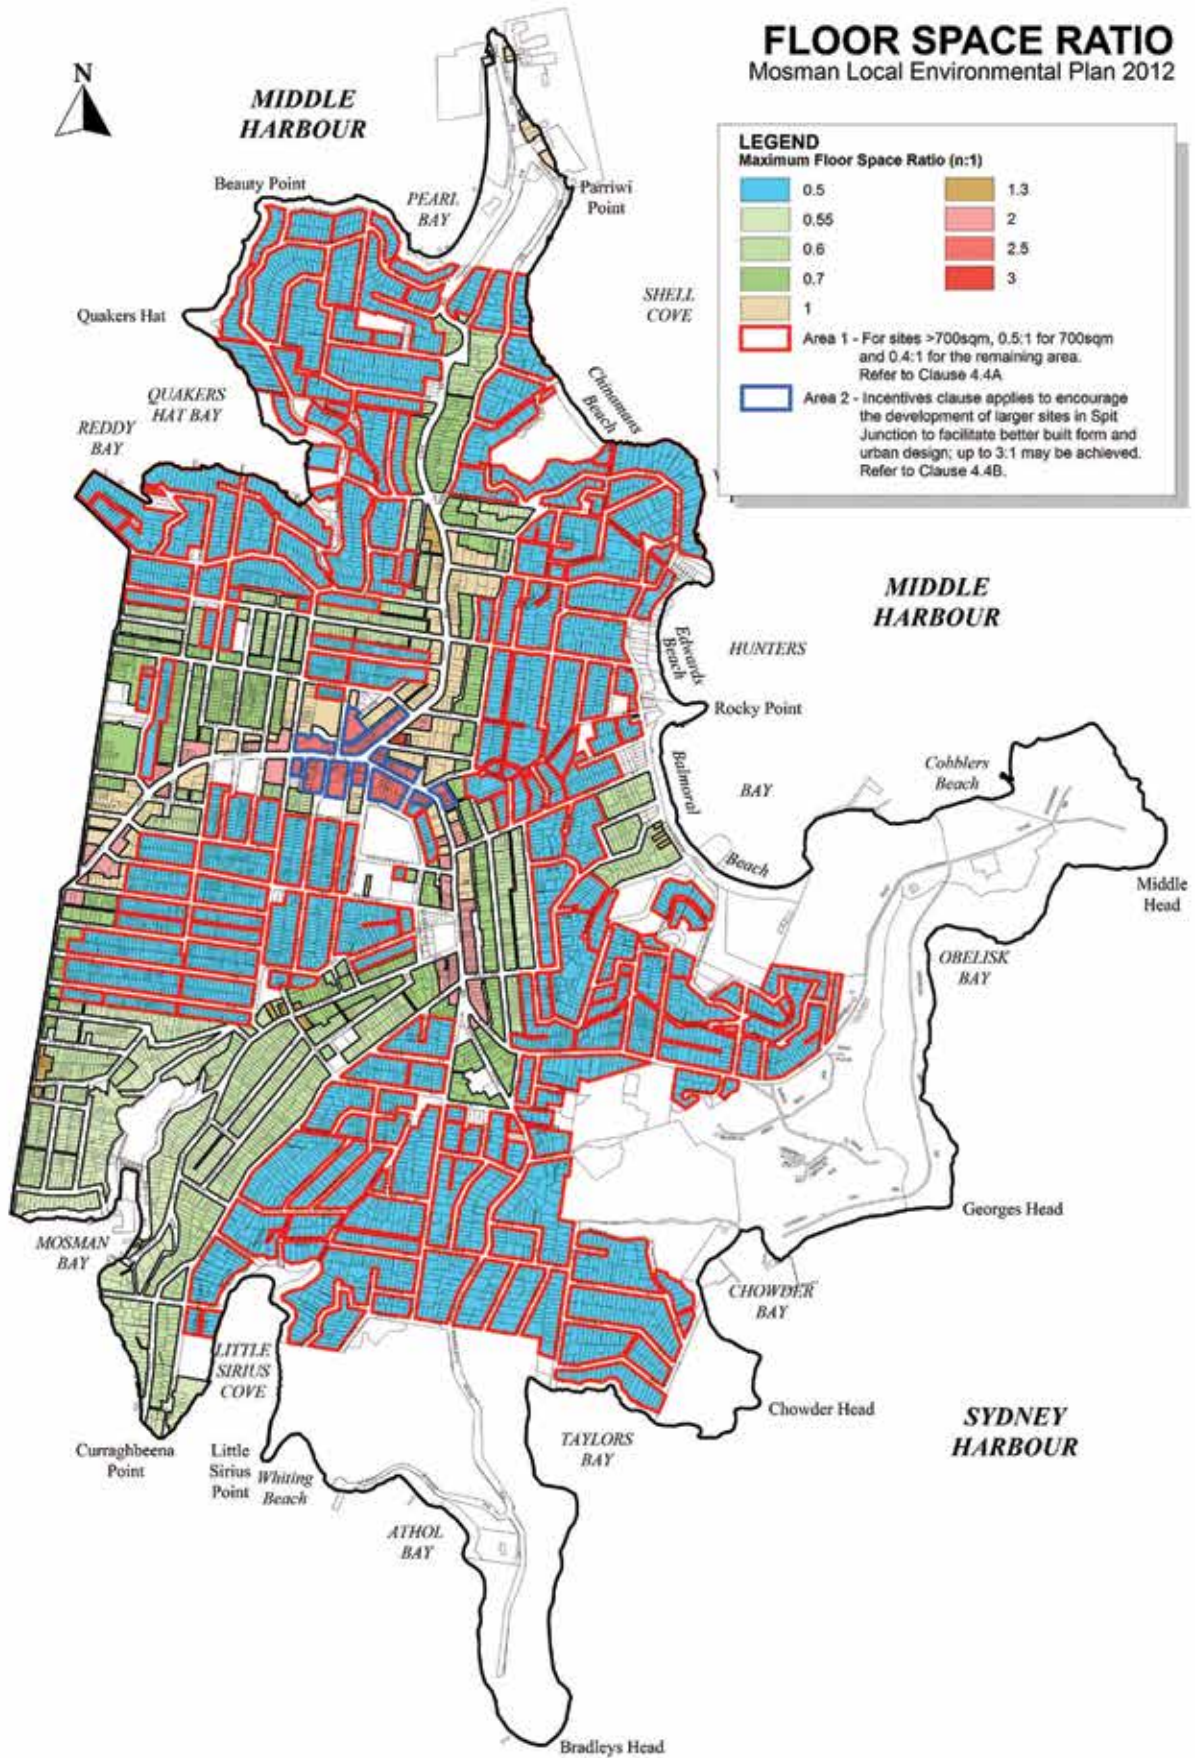 FLOOR SPACE RATIO
Mosman Local Environmental Plan 2012
N
MIDDLE
HARBOUR
LEGEND
Maximum Floor Space Ratio (n:1)
0.5
0.55
0.6
0.7
1
1.3
2
2.5
3
Area 1 - For sites >700sqm, 0.5:1 for 700sqm
and 0.4:1 for the remaining area.
Refer to Clause 4.4A
Area 2 - Incentives clause applies to encourage
the development of larger sites in Spit
Junction to facilitate better built form and
urban design; up to 3:1 may be achieved.
Refer to Clause 4.4B.
Beauty Point
PEARL
BAY
Parriwi
Point
Quakers Hat
SHELL
COVE
QUAKERS
HAT BAY
Chinamans
Beach
REDDY
BAY
MIDDLE
HARBOUR
Edwards
Beach
HUNTERS
Rocky Point
Balmoral
BAY
Cobblers
Beach
Beach
Middle
Head
OBELISK
BAY
Georges Head
MOSMAN
BAY
CHOWDER
BAY
LITTLE
SIRIUS
COVE
Chowder Head
SYDNEY
HARBOUR
TAYLORS
BAY
Curraghbeena
Point
Little
Sirius
Point
Whiting
Beach
ATHOL
BAY
Bradleys Head